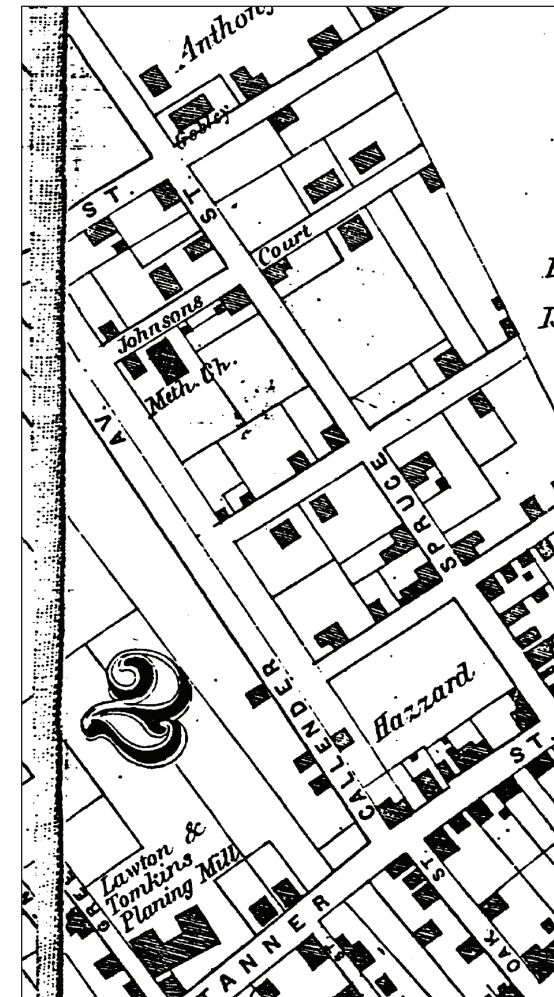 Anthony
Gobley
ST.
ST.
Court
Johnsons
Meth. Ch.
AV.
SPRUCE
CALLENDER
Hazzard
2
ST.
Lawton &
Tomkins
Planing Mill
TANNER
ST.
OAK